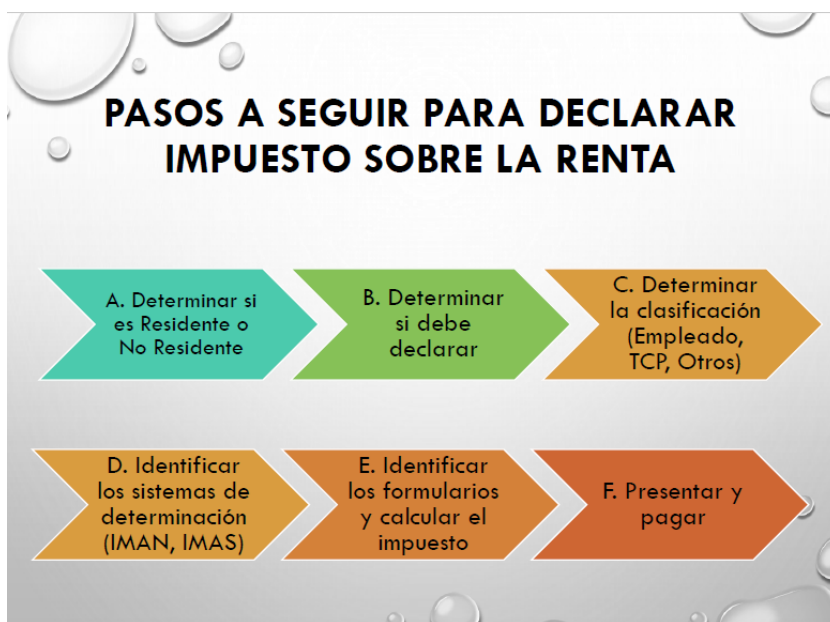 PASOS A SEGUIR PARA DECLARAR
IMPUESTO SOBRE LA RENTA
A. Determinar si
es Residente o
No Residente
B. Determinar
si debe
declarar
C. Determinar
la clasificación
(Empleado,
TCP, Otros)
D. Identificar
los sistemas de
determinación
(IMAN, IMAS)
E. Identificar
los formularios
y calcular el
impuesto
F. Presentar y
pagar